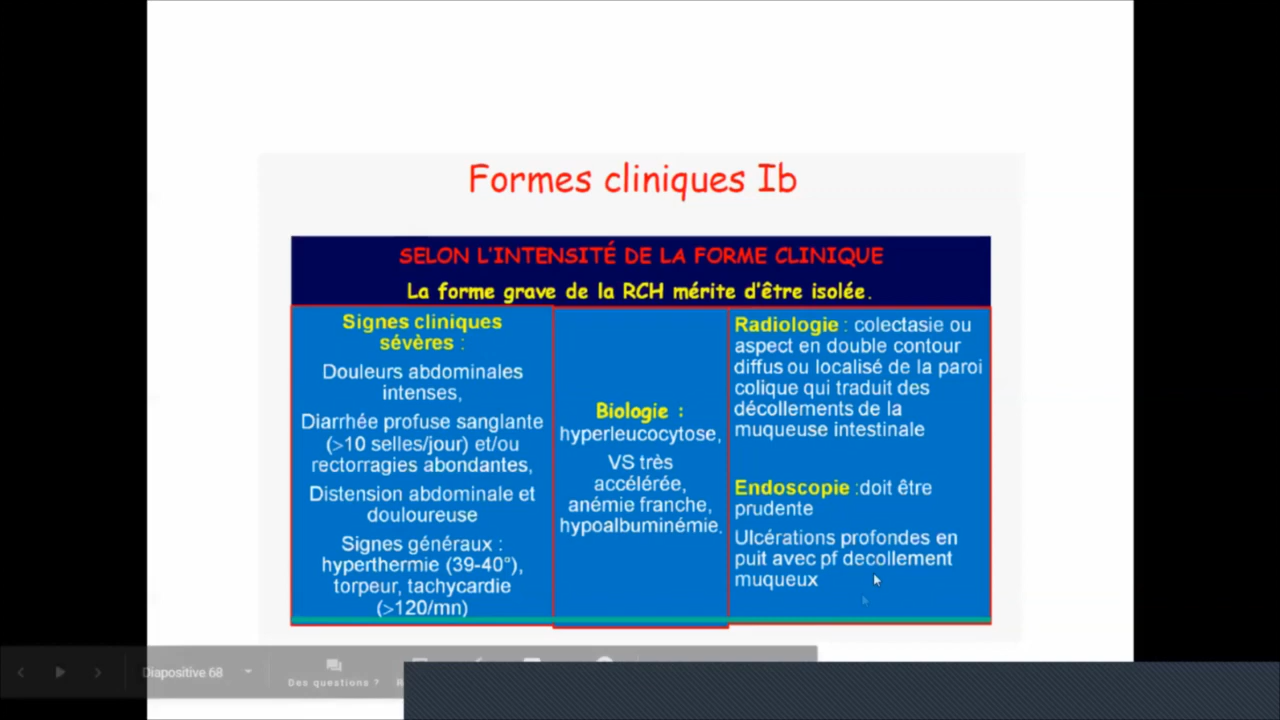 Formes cliniques Ib
SELON L'INTENSITÉ DE LA FORME CLINIQUE
La forme grave de la RCH mérite d'être isolée.
Signes cliniques
sévères :
Douleurs abdominales
intenses,
Diarrhée profuse sanglante
(>10 selles/jour) et/ou
rectorragies abondantes,
Distension abdominale et
douloureuse
Signes généraux :
hyperthermie (39-40°),
torpeur, tachycardie
(>120/mn)
Biologie :
hyperleucocytose,
VS très
accélérée,
anémie franche,
hypoalbuminémie.
Radiologie : colectasie ou
aspect en double contour
diffus ou localisé de la paroi
colique qui traduit des
décollements de la
muqueuse intestinale
Endoscopie :doit être
prudente
Ulcérations profondes en
puit avec pf decollement
muqueux
Diapositive 68
Des questions ?